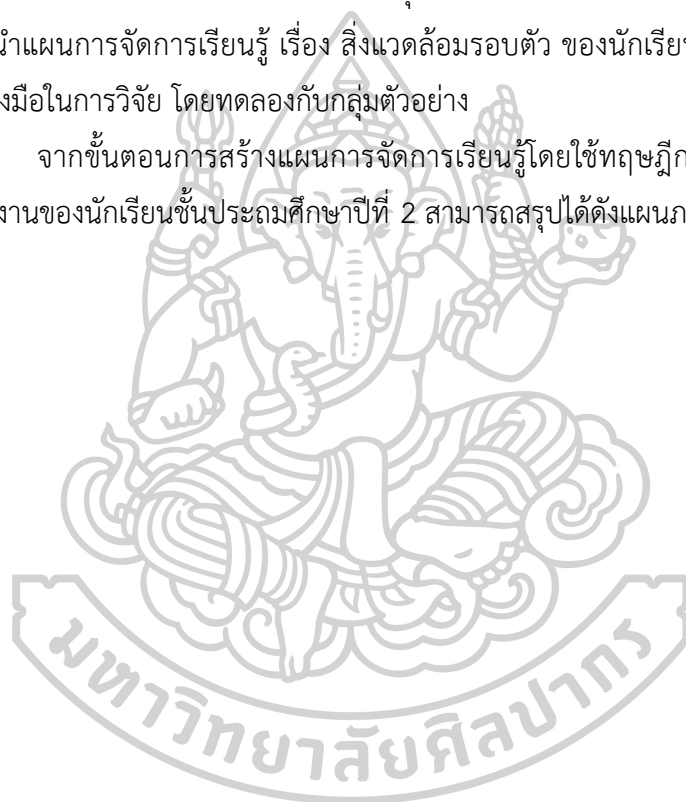 นำแผนการจัดการเรียนรู้ เรื่อง สิ่งแวดล้อมรอบตัว ของนักเรียน
งมือในการวิจัย โดยทดลองกับกลุ่มตัวอย่าง
จากขั้นตอนการสร้างแผนการจัดการเรียนรู้โดยใช้ทฤษฎีก
งานของนักเรียนชั้นประถมศึกษาปีที่ 2 สามารถสรุปได้ดังแผนภ
มหาวิทยาลัยศิลปากร